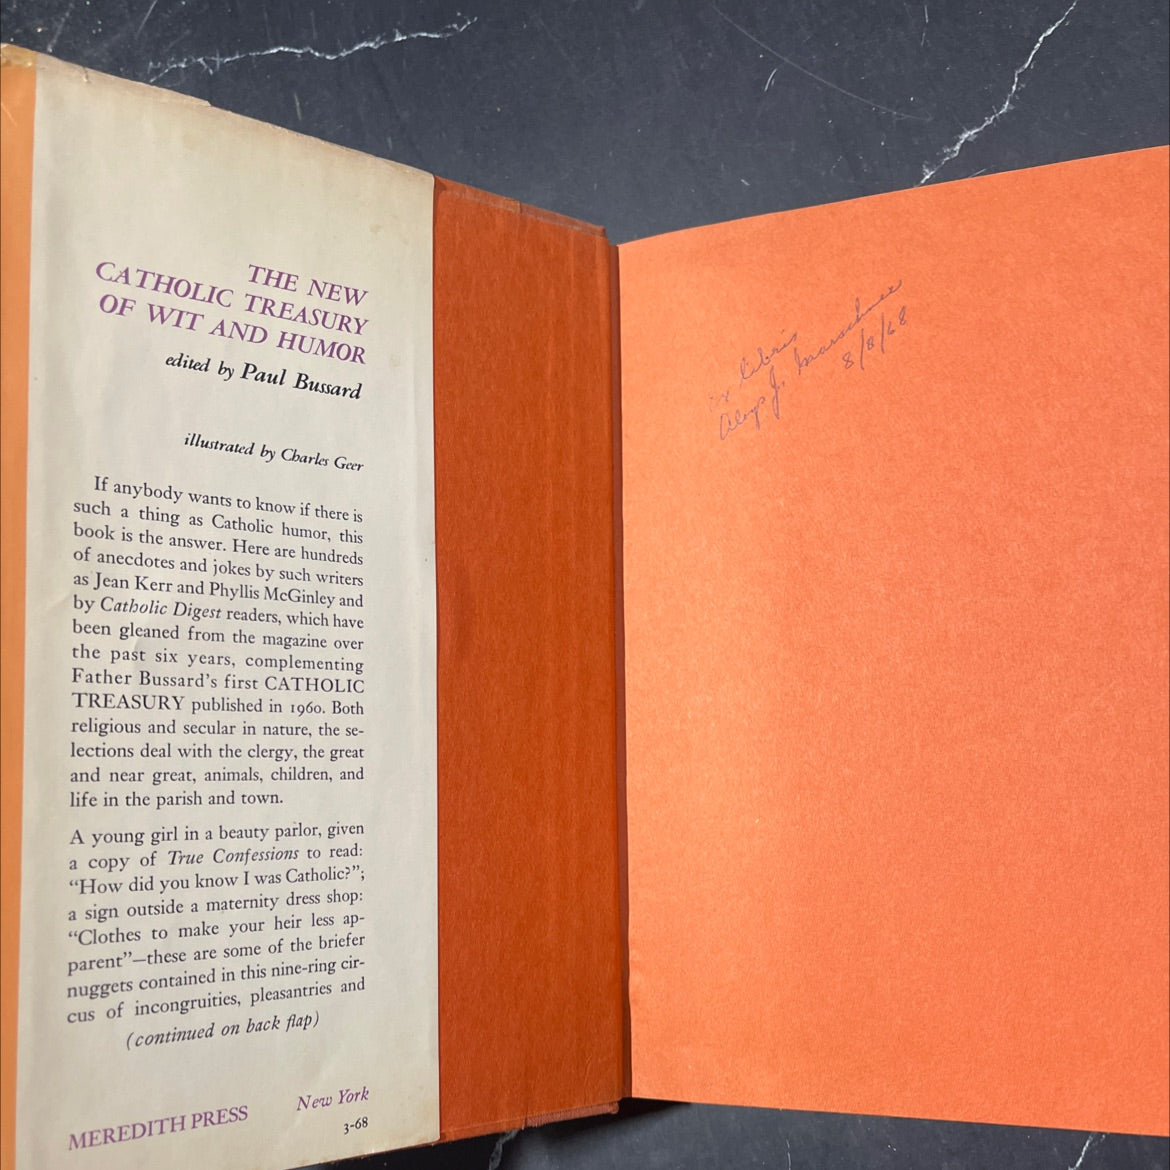 THE NEW
CATHOLIC TREASURY
OF WIT AND HUMOR
edited by Paul Bussard
illustrated by Charles Geer
If anybody wants to know if there is
such a thing as Catholic humor, this
book is the answer. Here are hundreds
of anecdotes and jokes by such writers
as Jean Kerr and Phyllis McGinley and
by Catholic Digest readers, which have
been gleaned from the magazine over
the past six years, complementing
Father Bussard's first CATHOLIC
TREASURY published in 1960. Both
religious and secular in nature, the se-
lections deal with the clergy, the great
and near great, animals, children, and
life in the parish and town.
A young girl in a beauty parlor, given
a copy of True Confessions to read:
“How did you know I was Catholic?”;
a sign outside a maternity dress shop:
“Clothes to make your heir less ap-
parent”—these are some of the briefer
nuggets contained in this nine-ring cir-
cus of incongruities, pleasantries and
(continued on back flap)
MEREDITH PRESS New York
3-68
ex libris
Aloys J. Marschner
8/8/68